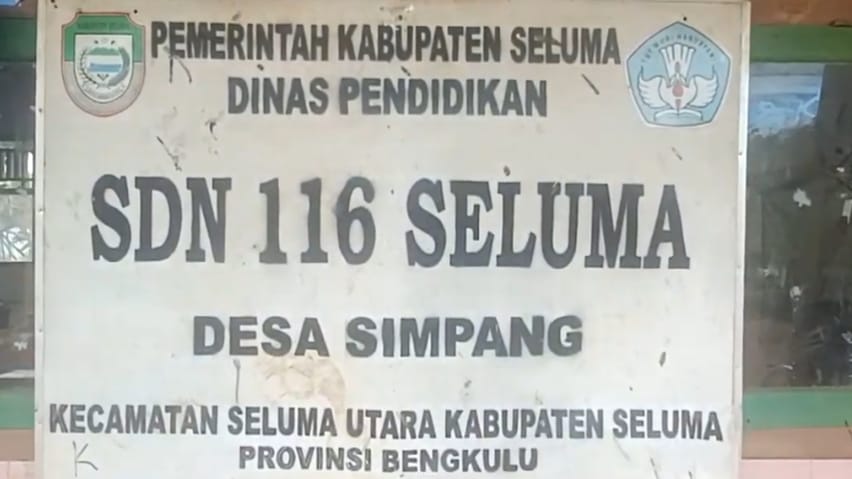 PEMERINTAH KABUPATEN SELUMA
DINAS PENDIDIKAN
SDN 116 SELUMA
DESA SIMPANG
KECAMATAN SELUMA UTARA KABUPATEN SELUMA
PROVINSI BENGKULU
K